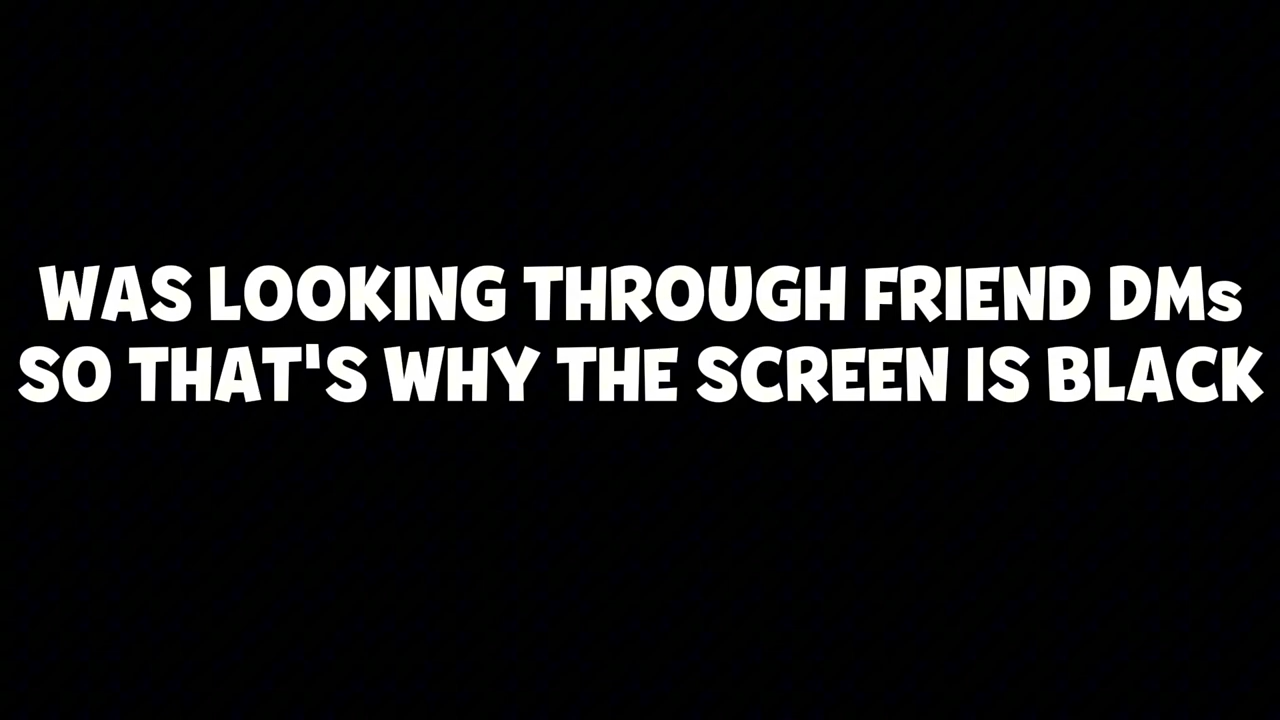 WAS LOOKING THROUGH FRIEND DMs
SO THAT'S WHY THE SCREEN IS BLACK